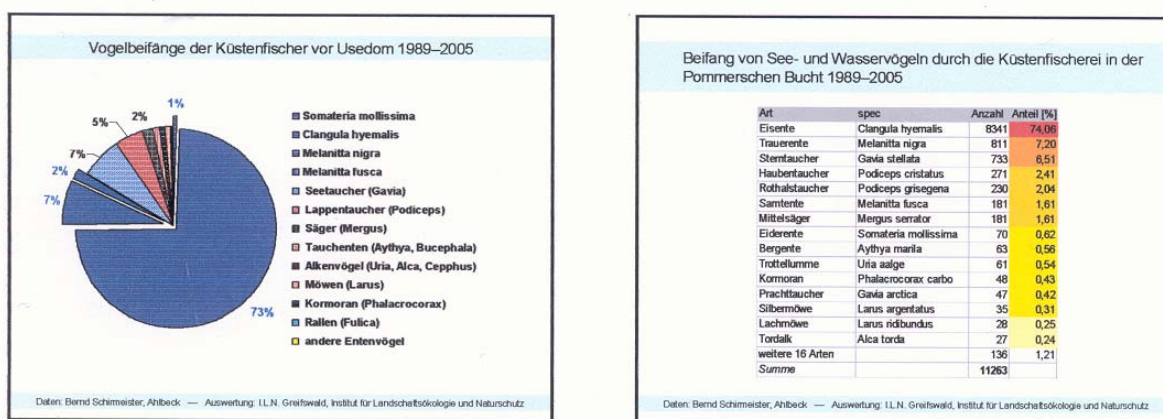 Vogelbeifänge der Küstenfischer vor Usedom 1989–2005
1%
2%
5%
7%
2%
7%
73%
Somateria mollissima
Clangula hyemalis
Melanitta nigra
Melanitta fusca
Seetaucher (Gavia)
Lappentaucher (Podiceps)
Säger (Mergus)
Tauchenten (Aythya, Bucephala)
Alkenvögel (Uria, Alca, Cepphus)
Möwen (Larus)
Kormoran (Phalacrocorax)
Rallen (Fulica)
andere Entenvögel
Daten: Bernd Schirmeister, Ahlbeck — Auswertung: I.L.N. Greifswald, Institut für Landschaftsökologie und Naturschutz
Beifang von See- und Wasservögeln durch die Küstenfischerei in der
Pommerschen Bucht 1989–2005
Art spec Anzahl Anteil [%]
Eisente Clangula hyemalis 8341 74,06
Trauerente Melanitta nigra 811 7,20
Sterntaucher Gavia stellata 733 6,51
Haubentaucher Podiceps cristatus 271 2,41
Rothalstaucher Podiceps grisegena 230 2,04
Samtente Melanitta fusca 181 1,61
Mittelsäger Mergus serrator 181 1,61
Eiderente Somateria mollissima 70 0,62
Bergente Aythya marila 63 0,56
Trottellumme Uria aalge 61 0,54
Kormoran Phalacrocorax carbo 48 0,43
Prachttaucher Gavia arctica 47 0,42
Silbermöwe Larus argentatus 35 0,31
Lachmöwe Larus ridibundus 28 0,25
Tordalk Alca torda 27 0,24
weitere 16 Arten 136 1,21
Summe 11263
Daten: Bernd Schirmeister, Ahlbeck — Auswertung: I.L.N. Greifswald, Institut für Landschaftsökologie und Naturschutz